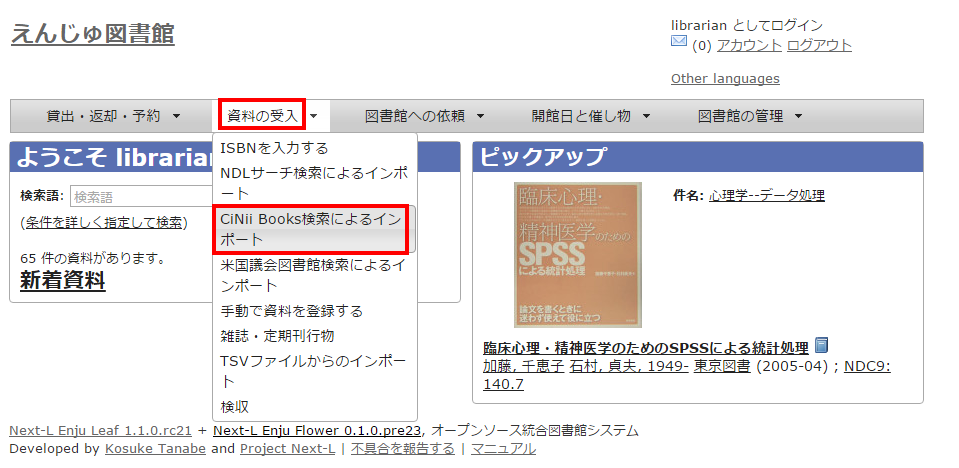 えんじゅ図書館
librarian としてログイン
(0) アカウント ログアウト
Other languages
貸出・返却・予約 資料の受入 図書館への依頼 開館日と催し物 図書館の管理
ようこそ librarian
検索語: 検索語
(条件を詳しく指定して検索)
65 件の資料があります。
新着資料
ISBNを入力する
NDLサーチ検索によるインポ
ート
CiNii Books検索によるイン
ポート
米国議会図書館検索によるイ
ンポート
手動で資料を登録する
雑誌・定期刊行物
TSVファイルからのインポー
ト
検収
ピックアップ
臨床心理・
精神医学のための
SPSS
による統計処理
論文を書くときに
迷わず使えて役に立つ
件名: 心理学--データ処理
臨床心理・精神医学のためのSPSSによる統計処理
加藤, 千恵子 石村, 貞夫, 1949- 東京図書 (2005-04) ; NDC9:
140.7
Next-L Enju Leaf 1.1.0.rc21 + Next-L Enju Flower 0.1.0.pre23, オープンソース統合図書館システム
Developed by Kosuke Tanabe and Project Next-L | 不具合を報告する | マニュアル